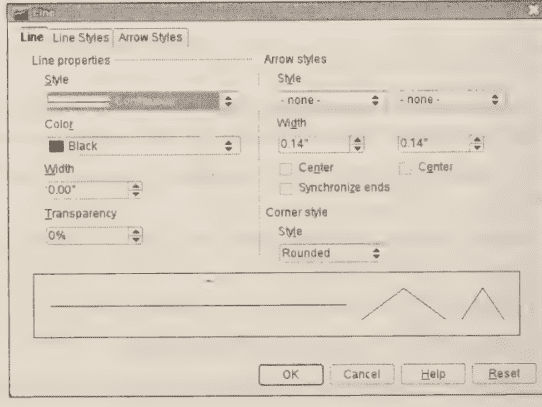 Line
Line Line Styles Arrow Styles
Line properties
Style
Color
Black
Width
0.00"
Transparency
0%
Arrow styles
Style
- none - - none -
Width
0.14" 0.14"
Center Center
Synchronize ends
Corner style
Style
Rounded
OK Cancel Help Reset